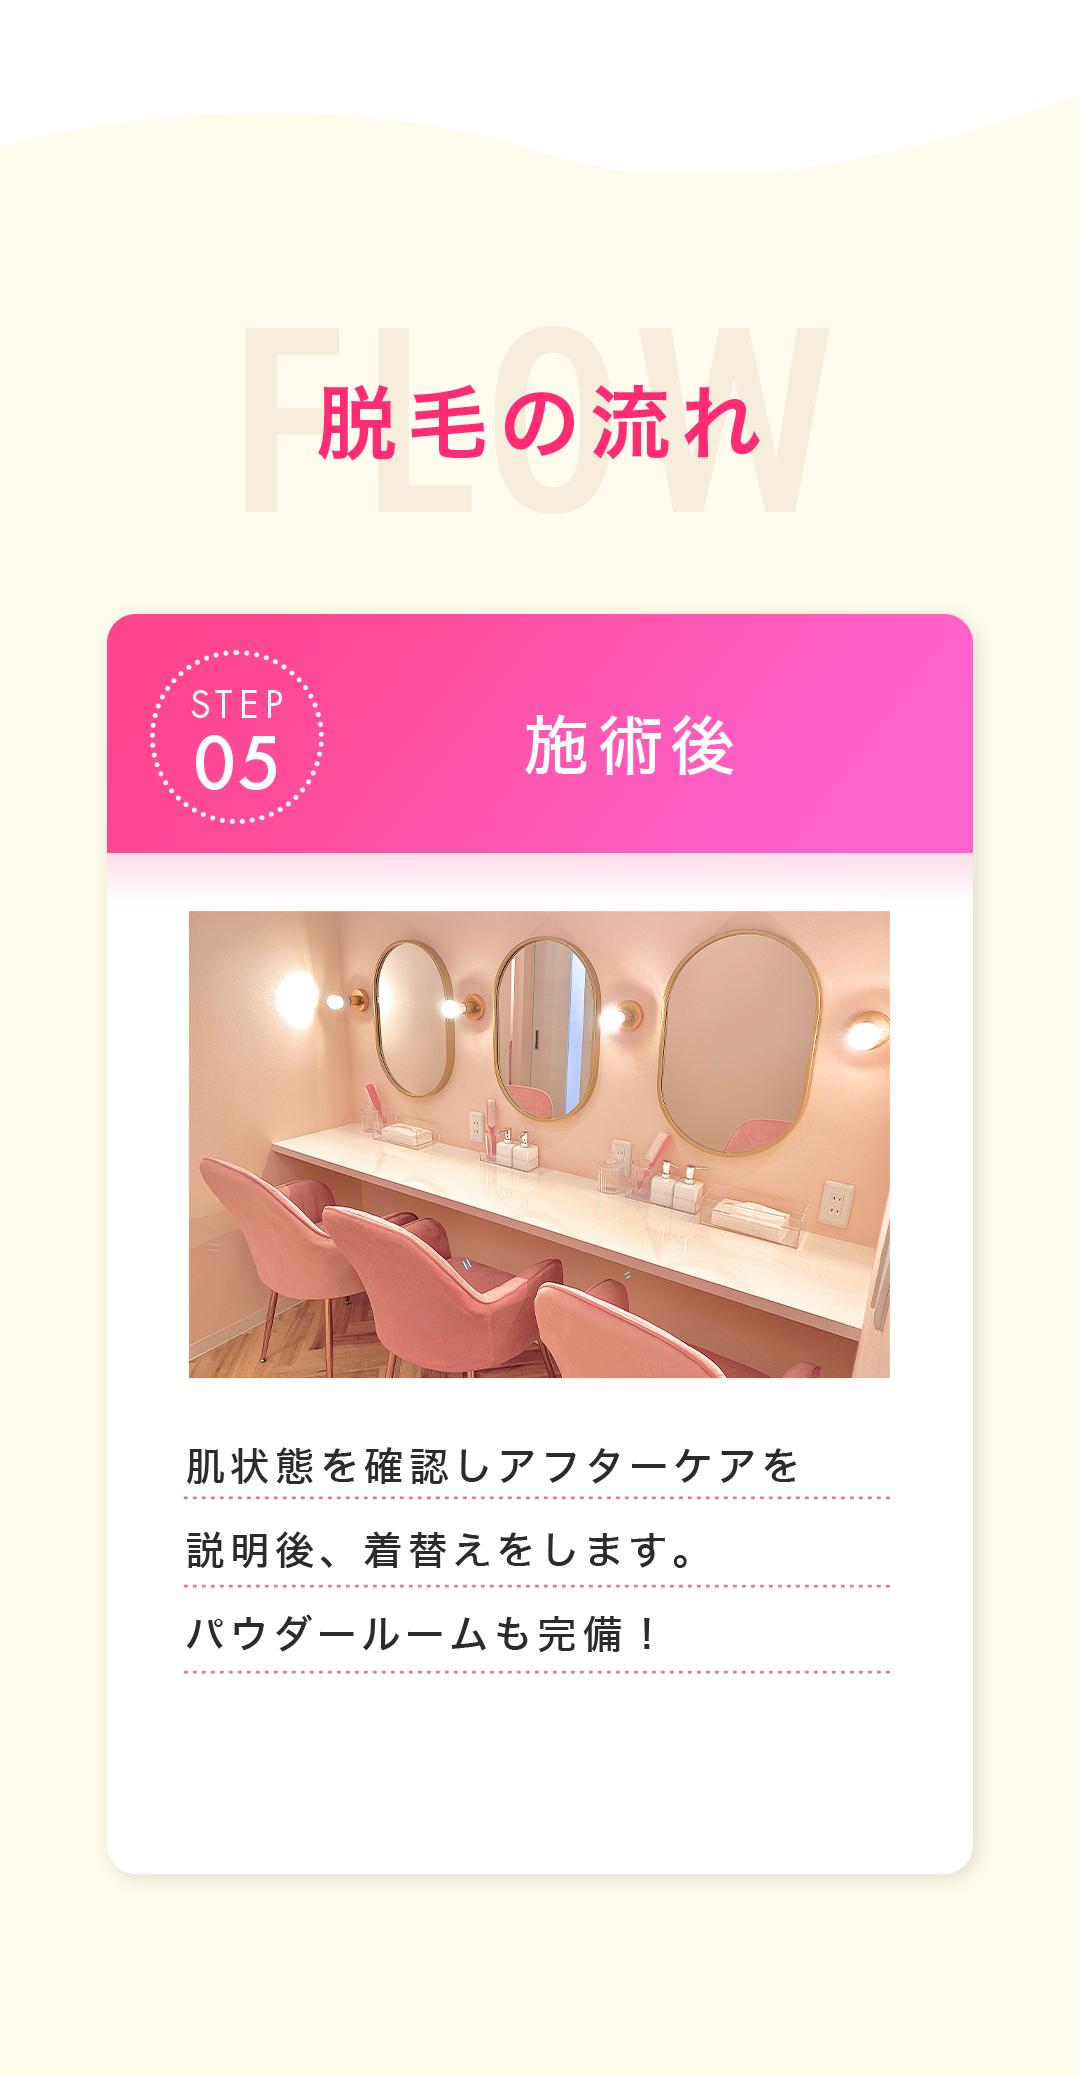 FLOW
脱毛の流れ
STEP
05
施術後
肌状態を確認しアフターケアを
説明後、着替えをします。
パウダールームも完備！